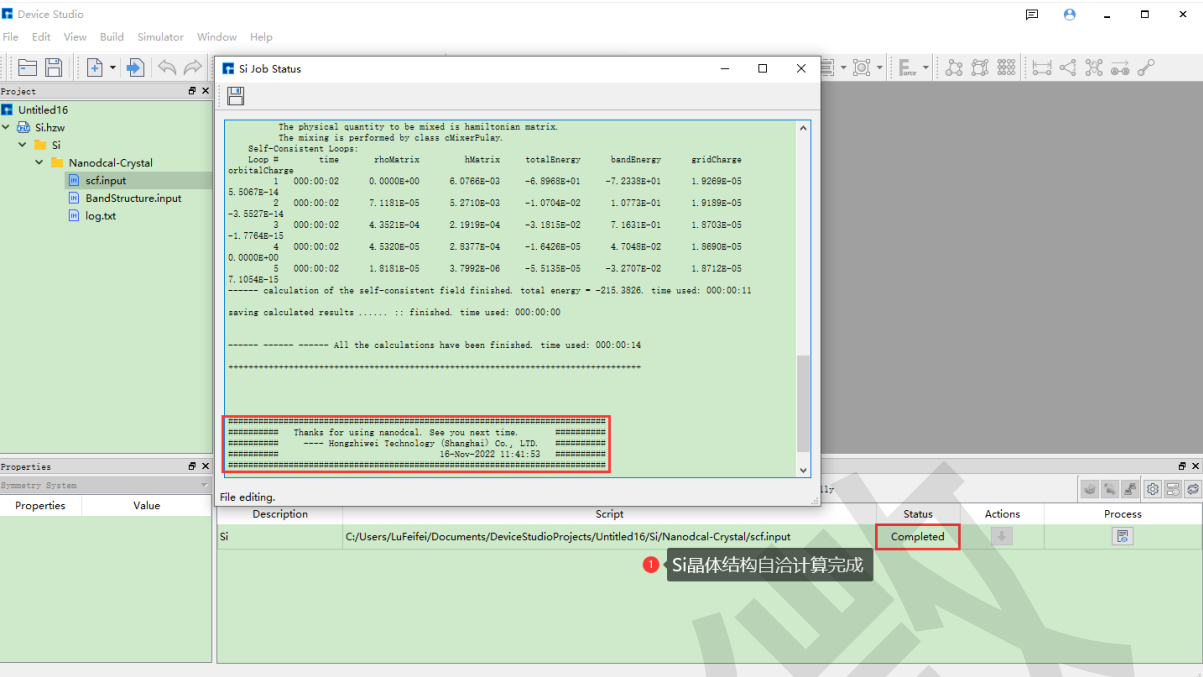 Device Studio
File Edit View Build Simulator Window Help
Project
Untitled16
Si.hzw
Si
Nanodcal-Crystal
scf.input
BandStructure.input
log.txt
Si Job Status
The physical quantity to be mixed is hamiltonian matrix.
The mixing is performed by class cMixerPulay.
Self-Consistent Loops:
Loop # time rhoMatrix hMatrix totalEnergy bandEnergy gridCharge
orbitalCharge
1 000:00:02 0.0000E+00 6.0766E-03 -6.8968E+01 -7.2338E+01 1.9269E-05
5.5067E-14
2 000:00:02 7.1181E-05 5.2710E-03 -1.0704E-02 1.0773E-01 1.9189E-05
-3.5527E-14
3 000:00:02 4.3521E-04 2.1919E-04 -3.1815E-02 7.1631E-01 1.8703E-05
-1.7764E-15
4 000:00:02 4.5320E-05 2.8377E-04 -1.6426E-05 4.7048E-02 1.8690E-05
0.0000E+00
5 000:00:02 1.8181E-05 3.7992E-06 -5.5135E-05 -3.2707E-02 1.8712E-05
7.1054E-15
------ calculation of the self-consistent field finished. total energy = -215.3826. time used: 000:00:11
saving calculated results ...... :: finished. time used: 000:00:00
------ ------ ------ All the calculations have been finished. time used: 000:00:14
++++++++++++++++++++++++++++++++++++++++++++++++++++++++++++++++++++++++++++++++++
###########################################################################
########## Thanks for using nanodcal. See you next time. ##########
########## ---- Hongzhiwei Technology (Shanghai) Co., LTD. ##########
########## 16-Nov-2022 11:41:53 ##########
###########################################################################
File editing.
Properties
Symmetry System
Properties Value
lly
Description Script Status Actions Process
Si C:/Users/LuFeifei/Documents/DeviceStudioProjects/Untitled16/Si/Nanodcal-Crystal/scf.input Completed
1 Si晶体结构自洽计算完成